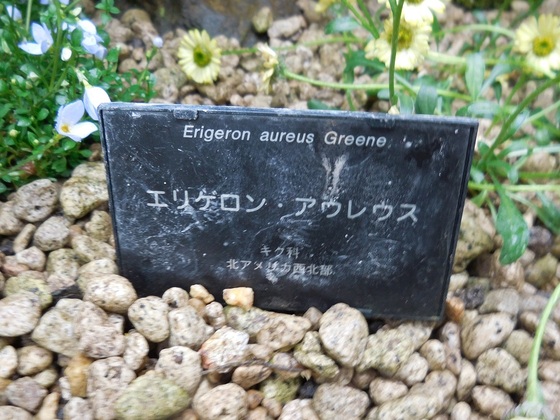 Erigeron aureus Greene
エリゲロン・アウレウス
キク科
北アメリカ西北部